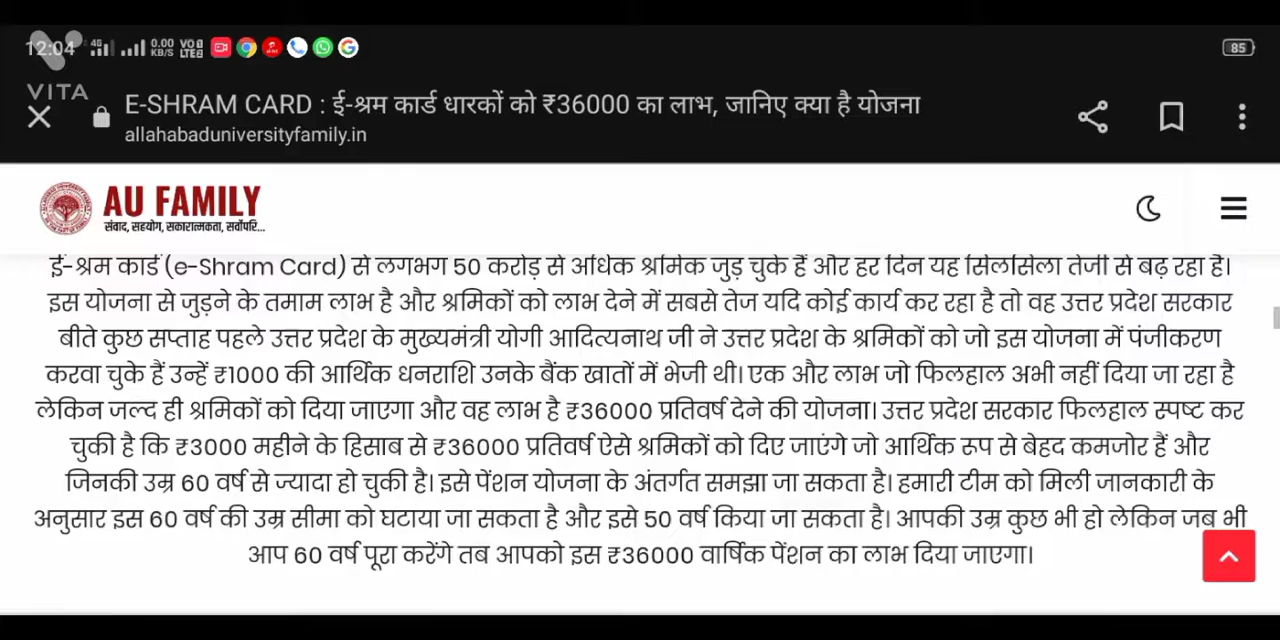 12:04 4G 0.00 KB/S VO LTE 85
VITA
E-SHRAM CARD : ई-श्रम कार्ड धारकों को ₹36000 का लाभ, जानिए क्या है योजना
allahabaduniversityfamily.in
AU FAMILY
संवाद, सहयोग, सकारात्मकता, सर्वोपरि...
ई-श्रम कार्ड (e-Shram Card) से लगभग 50 करोड़ से अधिक श्रमिक जुड़ चुके हैं और हर दिन यह सिलसिला तेजी से बढ़ रहा है।
इस योजना से जुड़ने के तमाम लाभ है और श्रमिकों को लाभ देने में सबसे तेज यदि कोई कार्य कर रहा है तो वह उत्तर प्रदेश सरकार
बीते कुछ सप्ताह पहले उत्तर प्रदेश के मुख्यमंत्री योगी आदित्यनाथ जी ने उत्तर प्रदेश के श्रमिकों को जो इस योजना में पंजीकरण
करवा चुके हैं उन्हें ₹1000 की आर्थिक धनराशि उनके बैंक खातों में भेजी थी। एक और लाभ जो फिलहाल अभी नहीं दिया जा रहा है
लेकिन जल्द ही श्रमिकों को दिया जाएगा और वह लाभ है ₹36000 प्रतिवर्ष देने की योजना। उत्तर प्रदेश सरकार फिलहाल स्पष्ट कर
चुकी है कि ₹3000 महीने के हिसाब से ₹36000 प्रतिवर्ष ऐसे श्रमिकों को दिए जाएंगे जो आर्थिक रूप से बेहद कमजोर हैं और
जिनकी उम्र 60 वर्ष से ज्यादा हो चुकी है। इसे पेंशन योजना के अंतर्गत समझा जा सकता है। हमारी टीम को मिली जानकारी के
अनुसार इस 60 वर्ष की उम्र सीमा को घटाया जा सकता है और इसे 50 वर्ष किया जा सकता है। आपकी उम्र कुछ भी हो लेकिन जब भी
आप 60 वर्ष पूरा करेंगे तब आपको इस ₹36000 वार्षिक पेंशन का लाभ दिया जाएगा।